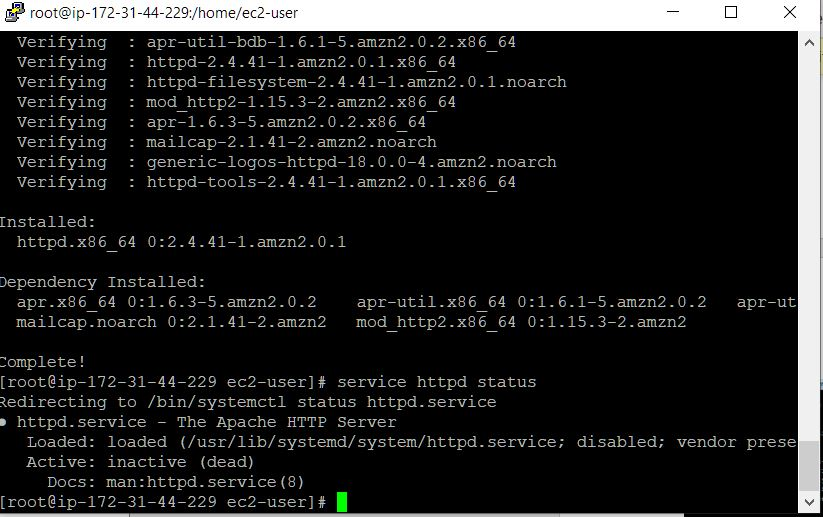 root@ip-172-31-44-229:/home/ec2-user
Verifying : apr-util-bdb-1.6.1-5.amzn2.0.2.x86_64
Verifying : httpd-2.4.41-1.amzn2.0.1.x86_64
Verifying : httpd-filesystem-2.4.41-1.amzn2.0.1.noarch
Verifying : mod_http2-1.15.3-2.amzn2.x86_64
Verifying : apr-1.6.3-5.amzn2.0.2.x86_64
Verifying : mailcap-2.1.41-2.amzn2.noarch
Verifying : generic-logos-httpd-18.0.0-4.amzn2.noarch
Verifying : httpd-tools-2.4.41-1.amzn2.0.1.x86_64
Installed:
httpd.x86_64 0:2.4.41-1.amzn2.0.1
Dependency Installed:
apr.x86_64 0:1.6.3-5.amzn2.0.2 apr-util.x86_64 0:1.6.1-5.amzn2.0.2 apr-ut
mailcap.noarch 0:2.1.41-2.amzn2 mod_http2.x86_64 0:1.15.3-2.amzn2
Complete!
[root@ip-172-31-44-229 ec2-user]# service httpd status
Redirecting to /bin/systemctl status httpd.service
● httpd.service - The Apache HTTP Server
Loaded: loaded (/usr/lib/systemd/system/httpd.service; disabled; vendor prese
Active: inactive (dead)
Docs: man:httpd.service(8)
[root@ip-172-31-44-229 ec2-user]#